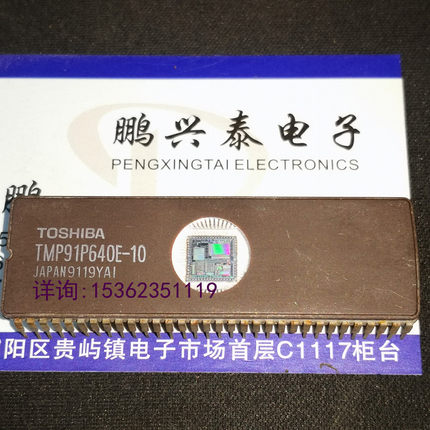 鹏兴泰电子
PENGXINGTAI ELECTRONICS
鹏
TOSHIBA
TMP91P640E-10
JAPAN9119YAI
详询:15362351119
阳区贵屿镇电子市场首层C1117柜台